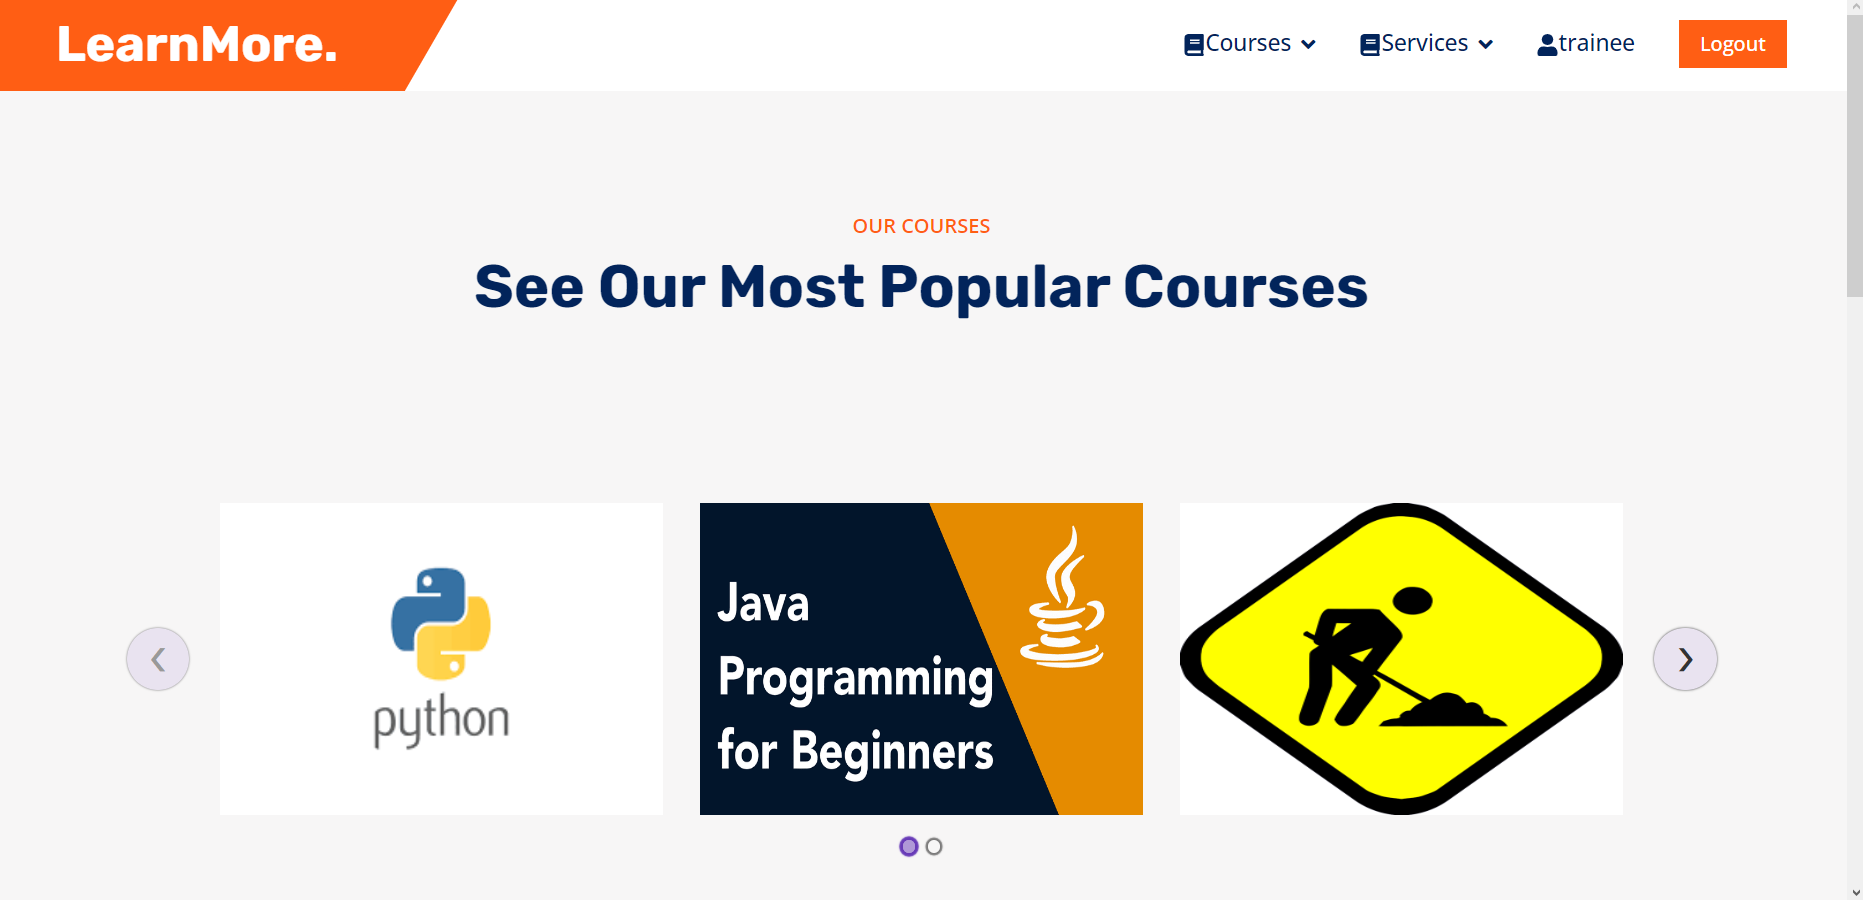 LearnMore.
Courses
Services
trainee
Logout
OUR COURSES
See Our Most Popular Courses
python
Java
Programming
for Beginners